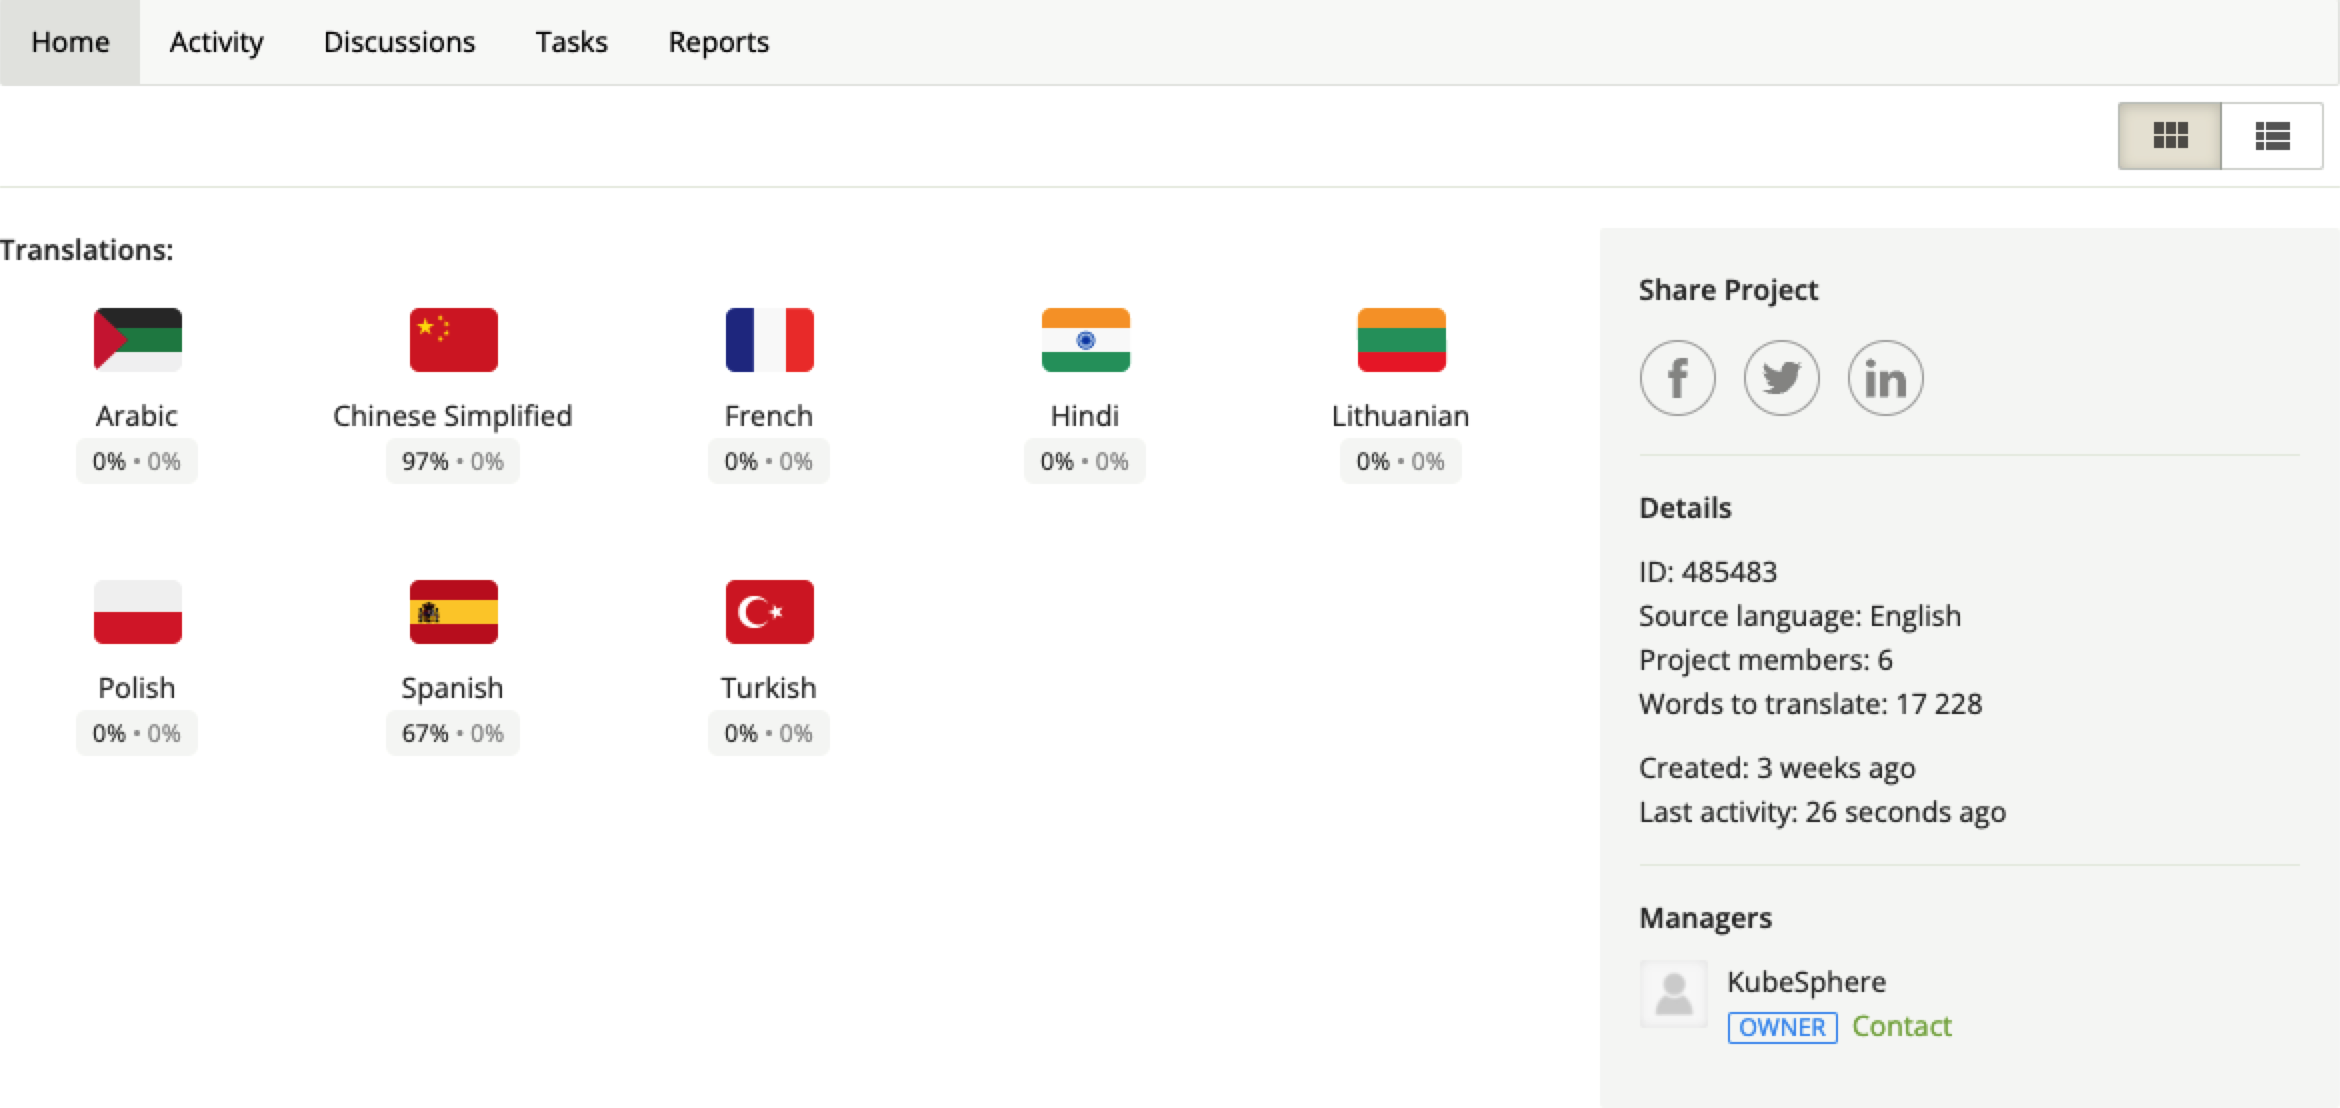 Home Activity Discussions Tasks Reports
Translations:
Arabic Chinese Simplified French Hindi Lithuanian
0% • 0% 97% • 0% 0% • 0% 0% • 0% 0% • 0%
Polish Spanish Turkish
0% • 0% 67% • 0% 0% • 0%
Share Project
f in
Details
ID: 485483
Source language: English
Project members: 6
Words to translate: 17 228
Created: 3 weeks ago
Last activity: 26 seconds ago
Managers
KubeSphere
OWNER Contact